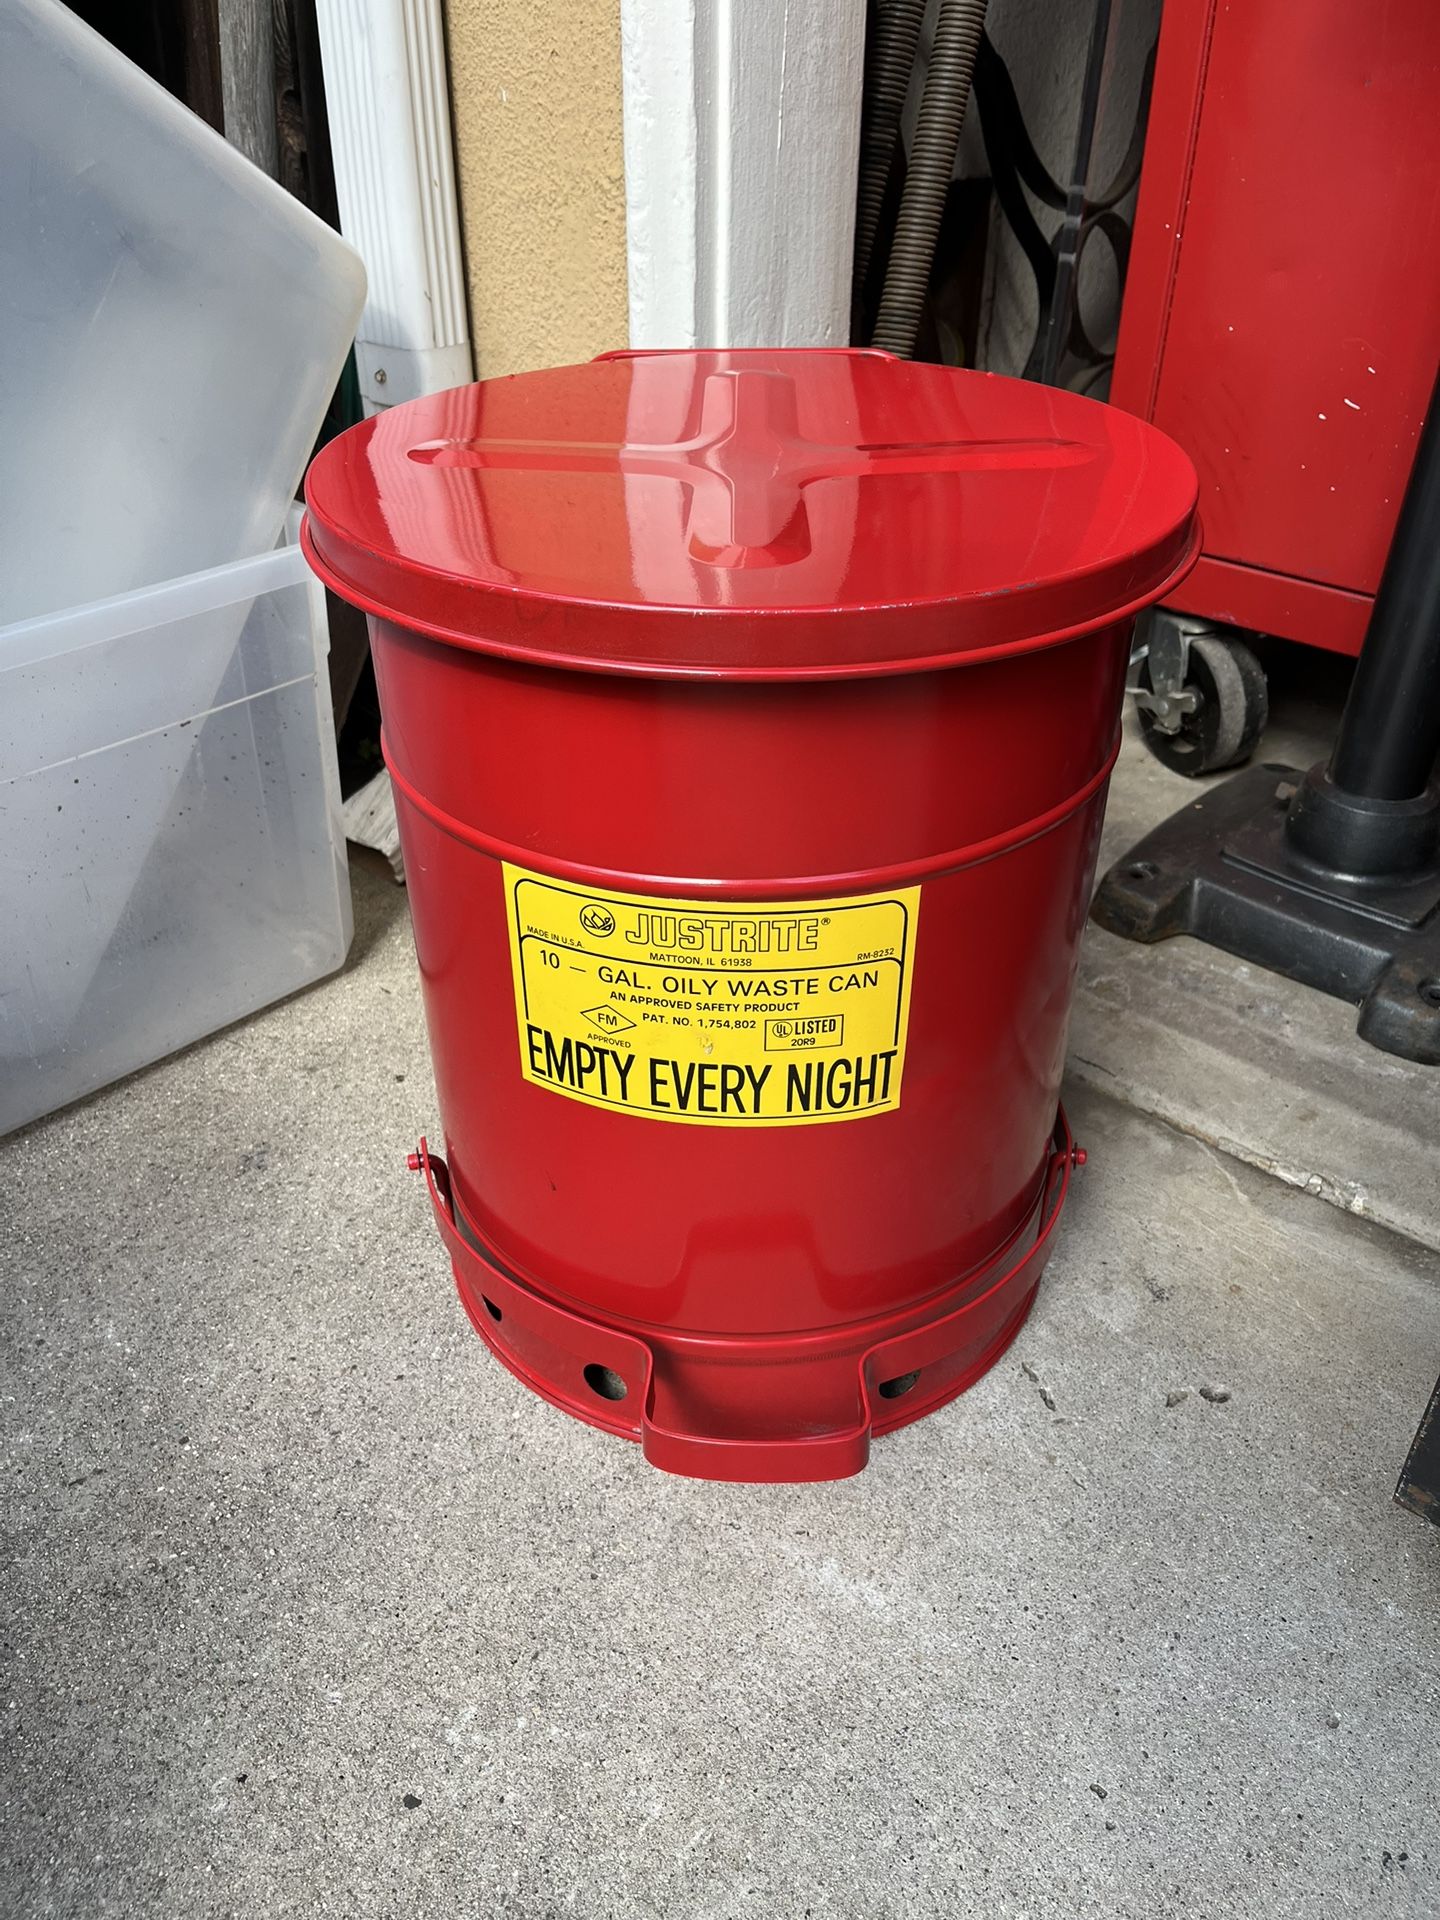 JUSTRITE®
MADE IN U.S.A.
MATTOON, IL 61938
RM-8232
10 — GAL. OILY WASTE CAN
AN APPROVED SAFETY PRODUCT
FM
APPROVED
PAT. NO. 1,754,802
UL LISTED
20R9
EMPTY EVERY NIGHT